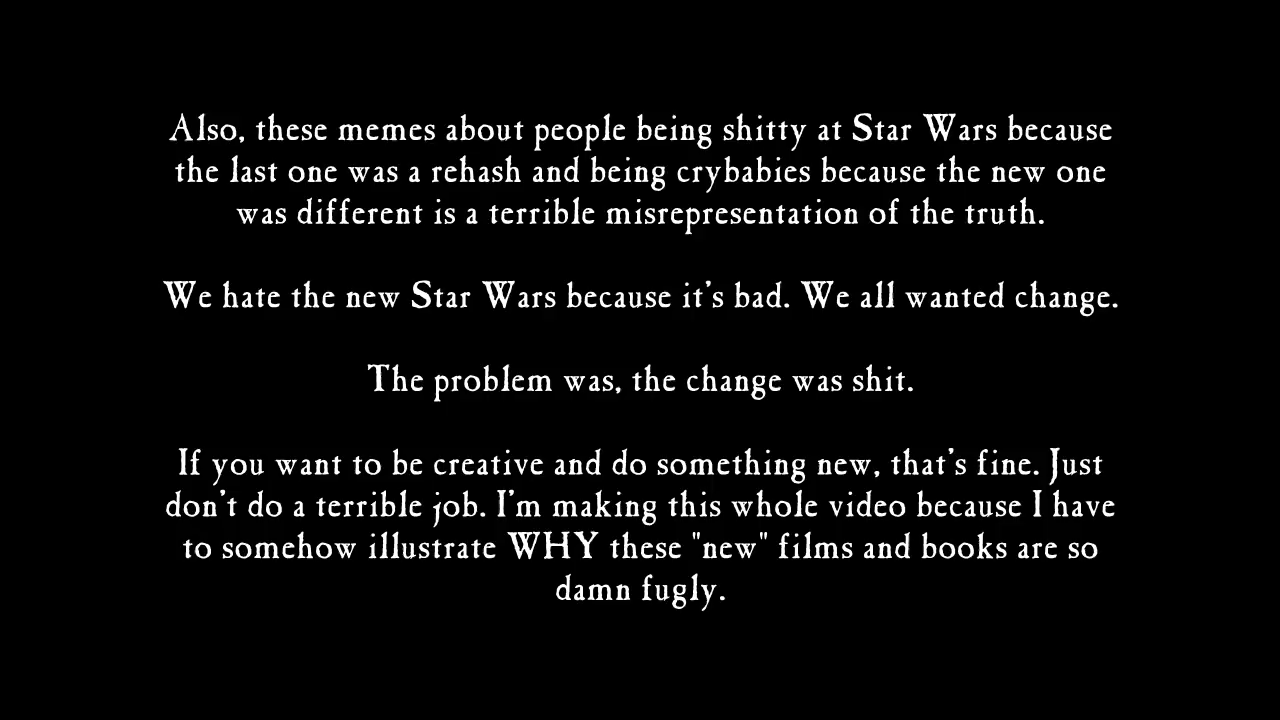 Also, these memes about people being shitty at Star Wars because
the last one was a rehash and being crybabies because the new one
was different is a terrible misrepresentation of the truth.
We hate the new Star Wars because it's bad. We all wanted change.
The problem was, the change was shit.
If you want to be creative and do something new, that's fine. Just
don't do a terrible job. I'm making this whole video because I have
to somehow illustrate WHY these "new" films and books are so
damn fugly.